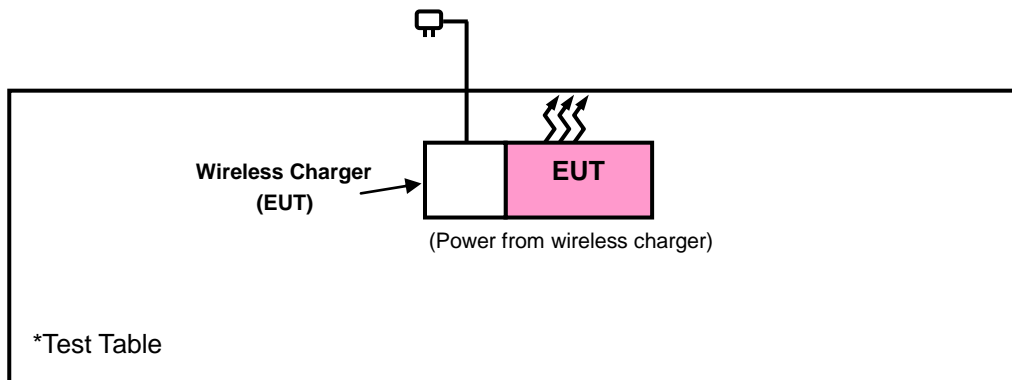 Wireless Charger
(EUT)
EUT
(Power from wireless charger)
*Test Table